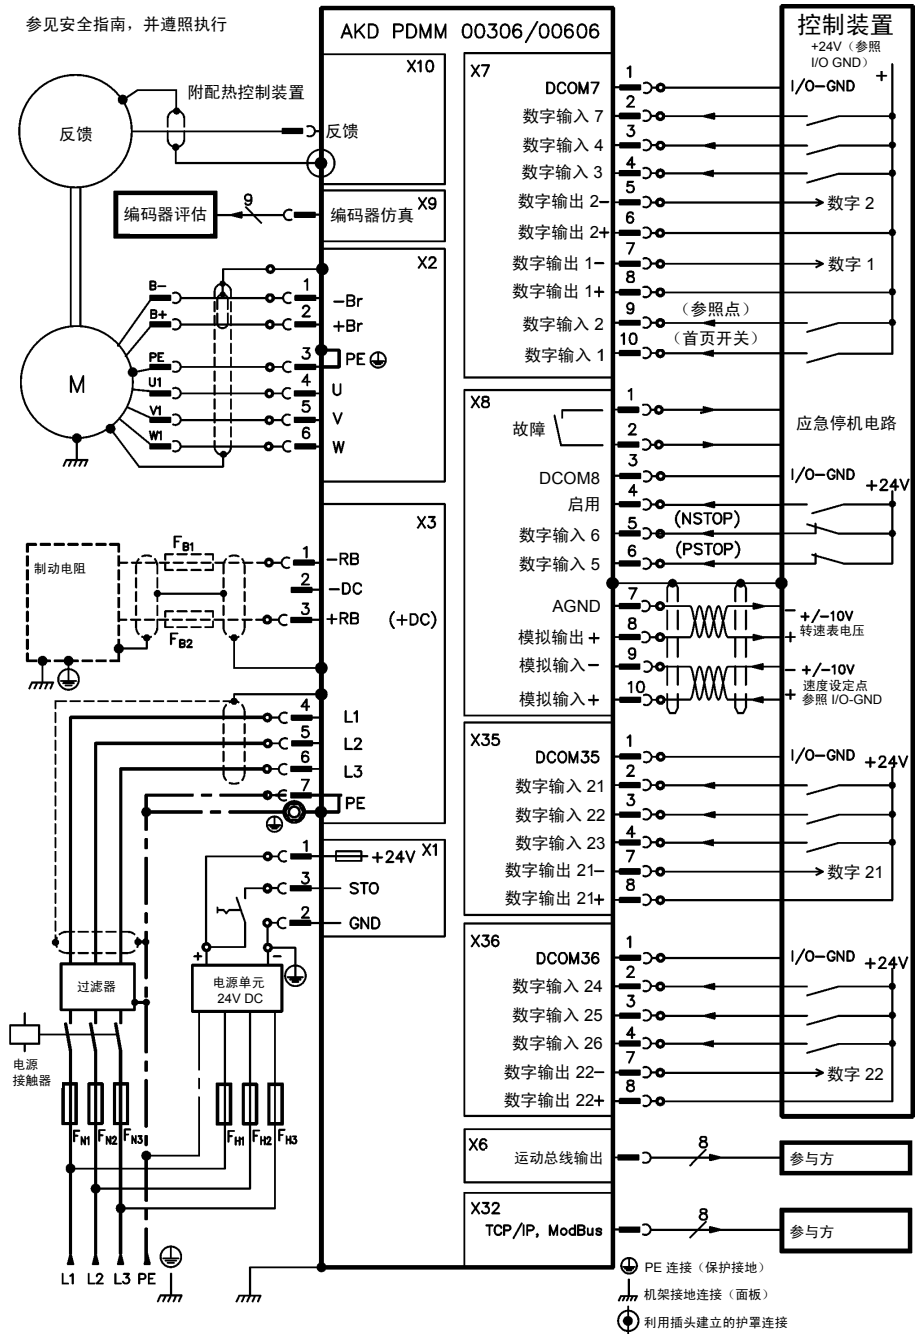 参见安全指南，并遵照执行
AKD PDMM 00306/00606
控制装置
+24V（参照
I/O GND）
+
X10
附配热控制装置
反馈
反馈
X9
编码器评估
9
编码器仿真
X2
B−
1
−Br
B+
2
+Br
PE
3
PE
U1
4
U
V1
5
V
W1
6
W
M
X3
制动电阻
FB1
1
−RB
2
−DC
3
+RB
(+DC)
FB2
4
L1
5
L2
6
L3
7
PE
X1
1
+24V
3
STO
2
GND
+
−
过滤器
电源单元
24V DC
电源
接触器
FN1
FN2
FN3
FH1
FH2
FH3
L1
L2
L3
PE
X7
DCOM7
1
I/O−GND
数字输入 7
2
数字输入 4
3
数字输入 3
4
数字输出 2−
5
数字 2
数字输出 2+
6
数字输出 1−
7
数字 1
数字输出 1+
8
数字输入 2
9
（参照点）
数字输入 1
10
（首页开关）
X8
故障
1
2
应急停机电路
DCOM8
3
I/O−GND
+24V
启用
4
数字输入 6
5
(NSTOP)
数字输入 5
6
(PSTOP)
AGND
7
−
+/−10V
转速表电压
模拟输出 +
8
+
模拟输入 −
9
−
+/−10V
速度设定点
参照 I/O-GND
模拟输入 +
10
+
X35
DCOM35
1
I/O−GND
+24V
数字输入 21
2
数字输入 22
3
数字输入 23
4
数字输出 21−
7
数字 21
数字输出 21+
8
X36
DCOM36
1
I/O−GND
+24V
数字输入 24
2
数字输入 25
3
数字输入 26
4
数字输出 22−
7
数字 22
数字输出 22+
8
X6
运动总线输出
8
参与方
X32
TCP/IP, ModBus
8
参与方
PE 连接（保护接地）
机架接地连接（面板）
利用插头建立的护罩连接